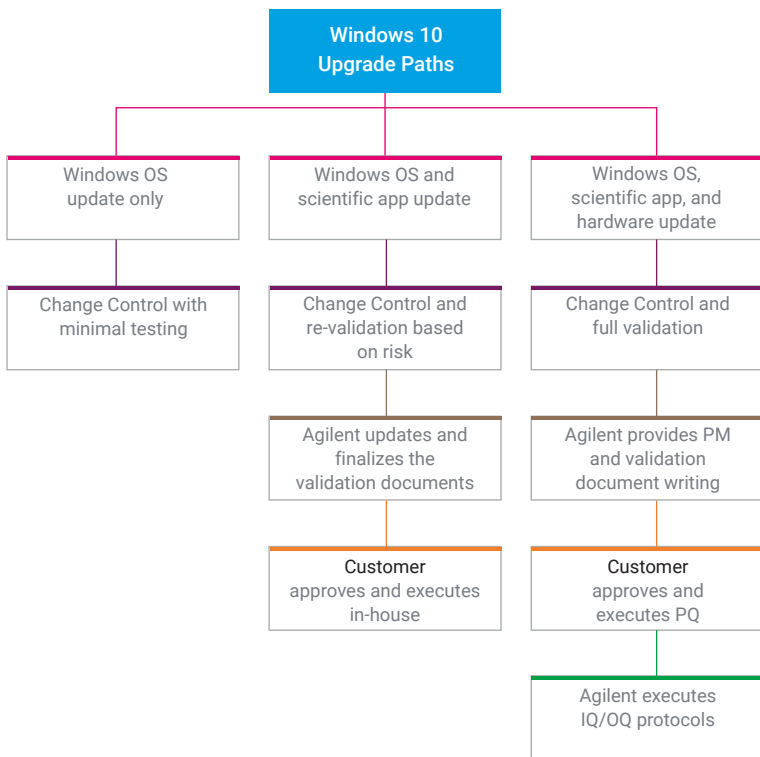 Windows 10
Upgrade Paths
Windows OS
update only
Windows OS and
scientific app update
Windows OS,
scientific app, and
hardware update
Change Control with
minimal testing
Change Control and
re-validation based
on risk
Change Control and
full validation
Agilent updates and
finalizes the
validation documents
Agilent provides PM
and validation
document writing
Customer
approves and executes
in-house
Customer
approves and
executes PQ
Agilent executes
IQ/OQ protocols